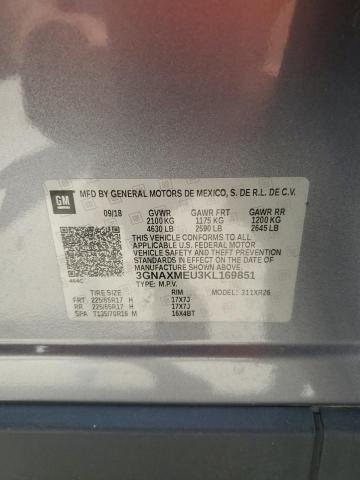 GM
MFD BY GENERAL MOTORS DE MEXICO, S. DE R.L. DE C.V.
09/18 GVWR GAWR FRT GAWR RR
2100 KG 1175 KG 1200 KG
4630 LB 2590 LB 2645 LB
THIS VEHICLE CONFORMS TO ALL
APPLICABLE U.S. FEDERAL MOTOR
VEHICLE SAFETY AND THEFT
PREVENTION STANDARDS IN EFFECT
ON THE DATE OF MANUFACTURE
SHOWN ABOVE.
3GNAXMEU3KL169851
TYPE: M.P.V. MODEL: 311XR26
TIRE SIZE RIM
FRT 225/65R17 H 17X7J
RR 225/65R17 H 17X7J
SPA T135/70R16 M 16X4BT